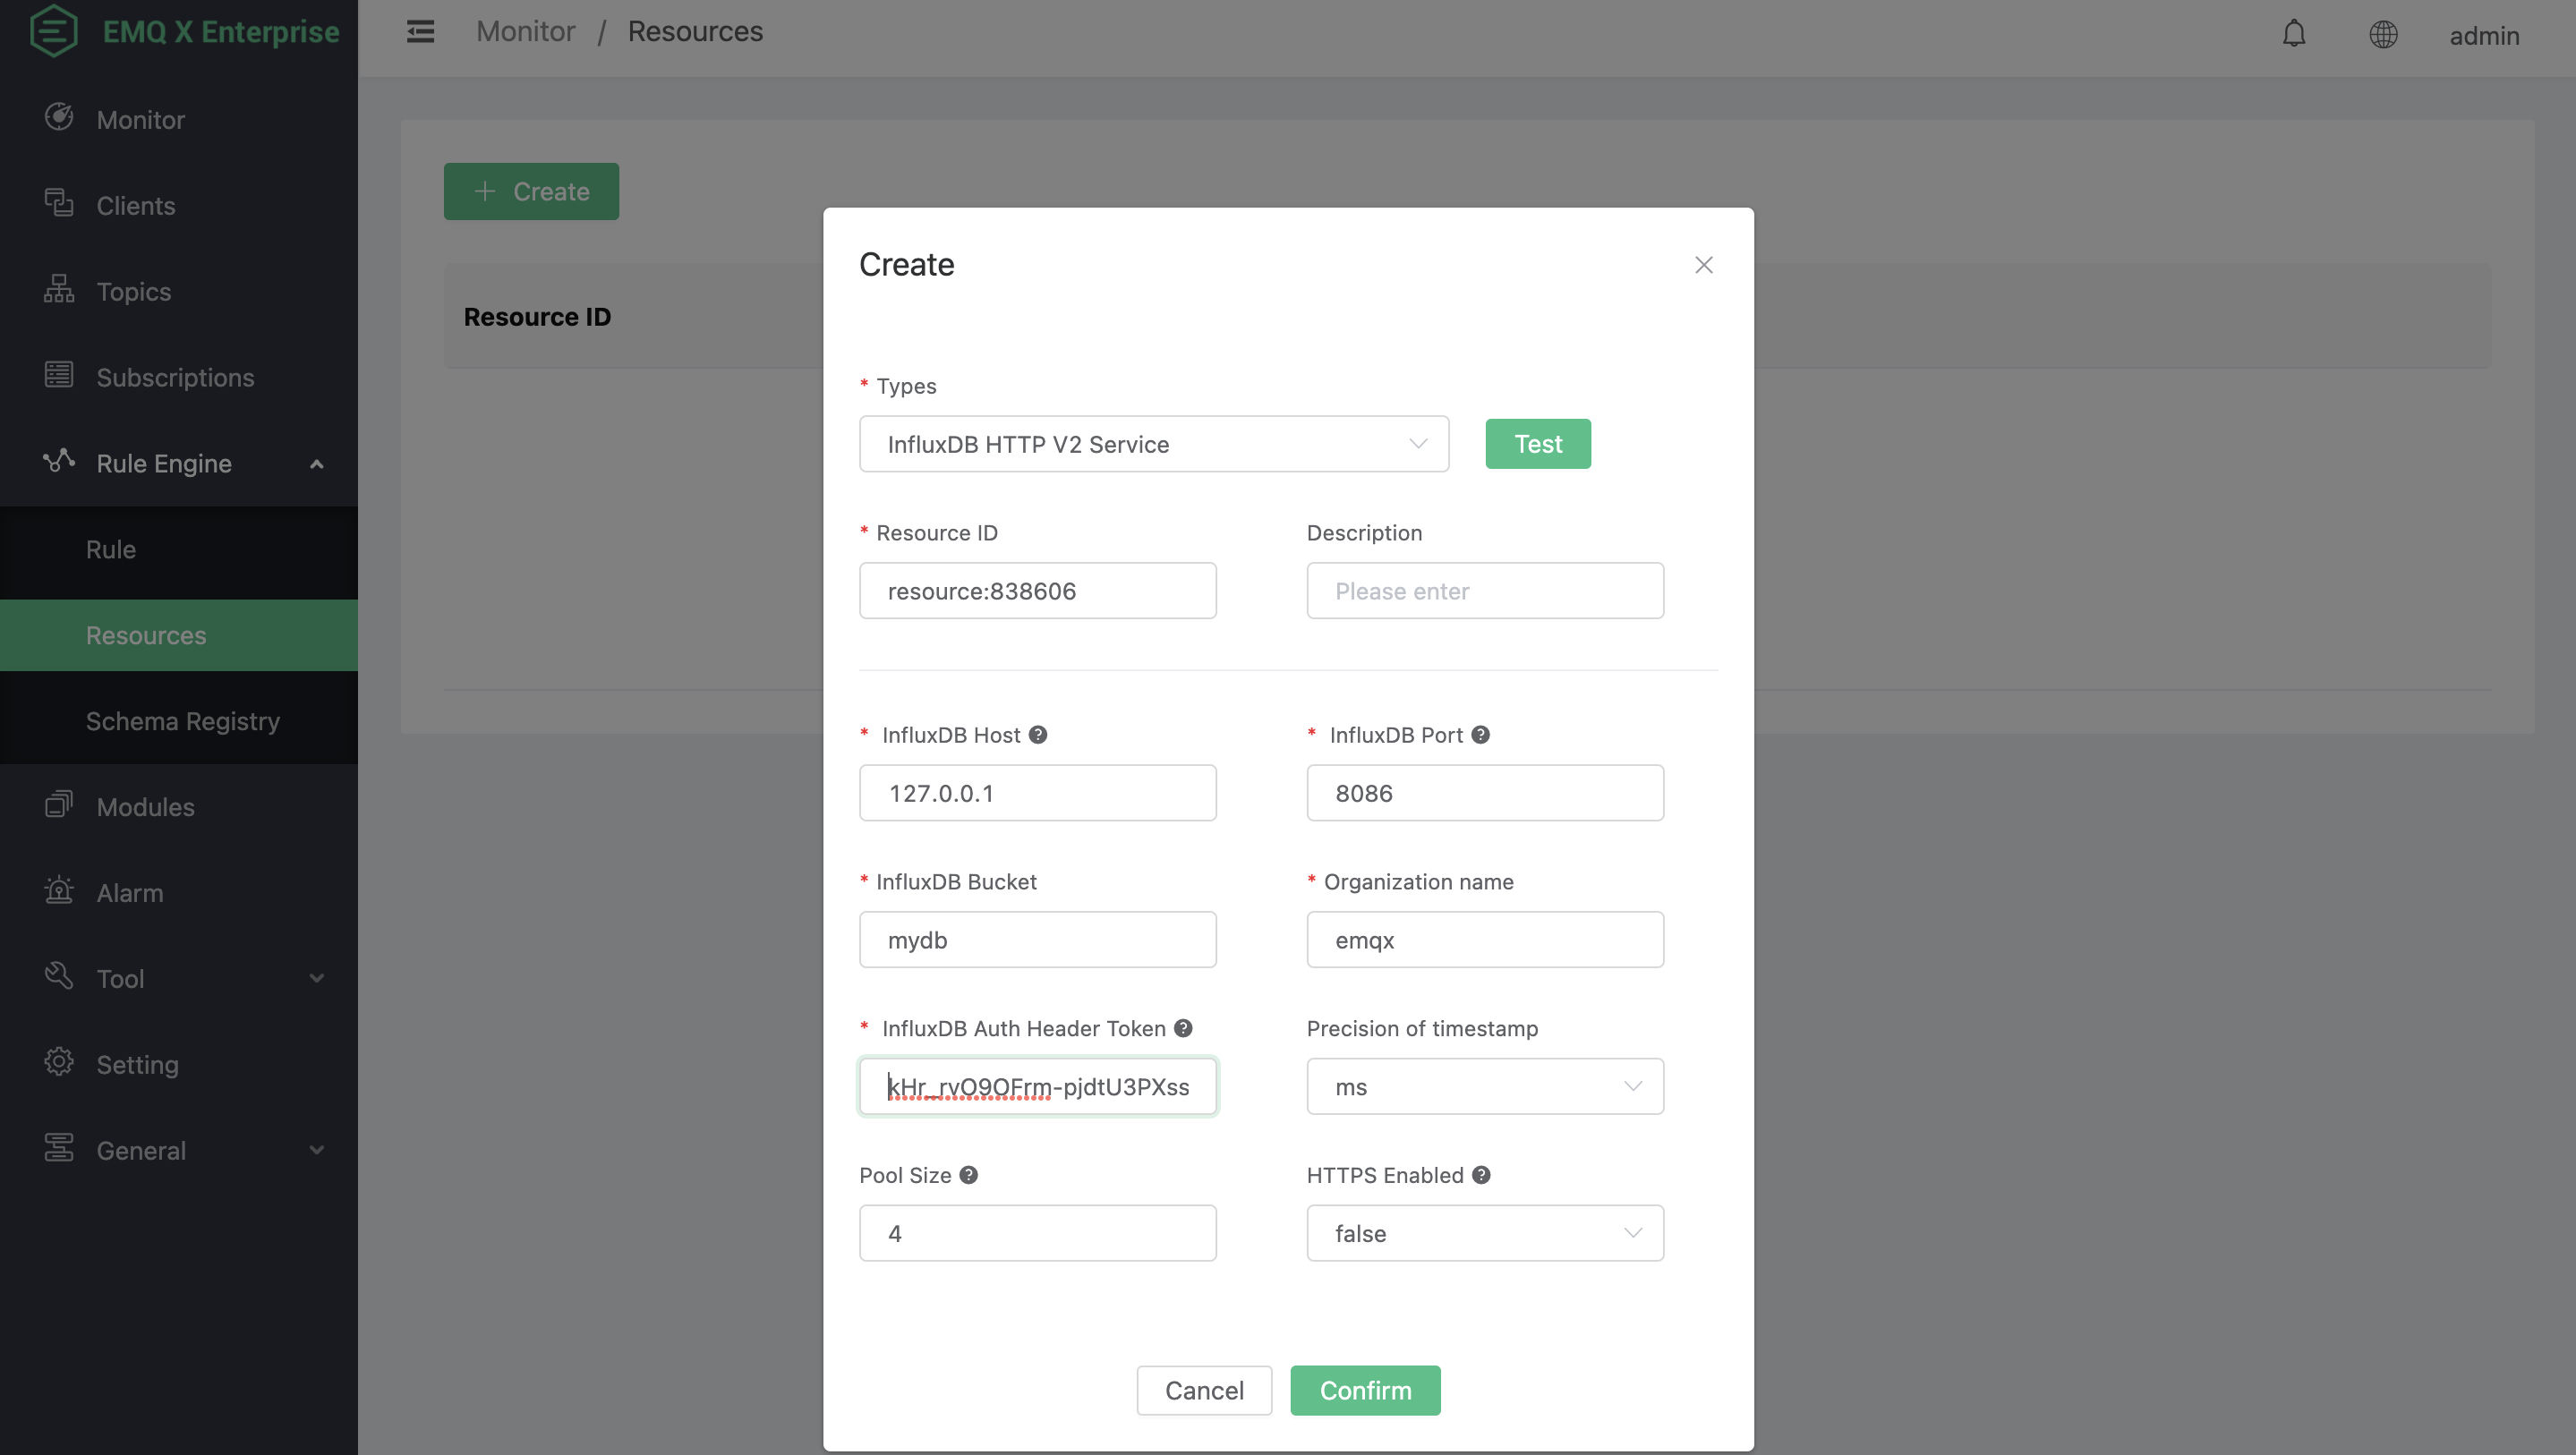 EMQ X Enterprise
Monitor / Resources
admin
Monitor
Clients
Topics
Subscriptions
Rule Engine
Rule
Resources
Schema Registry
Modules
Alarm
Tool
Setting
General
+ Create
Resource ID
Create
* Types
InfluxDB HTTP V2 Service
Test
* Resource ID
Description
resource:838606
Please enter
* InfluxDB Host ?
* InfluxDB Port ?
127.0.0.1
8086
* InfluxDB Bucket
* Organization name
mydb
emqx
* InfluxDB Auth Header Token ?
Precision of timestamp
kHr_rvO9OFrm-pjdtU3PXss
ms
Pool Size ?
HTTPS Enabled ?
4
false
Cancel
Confirm